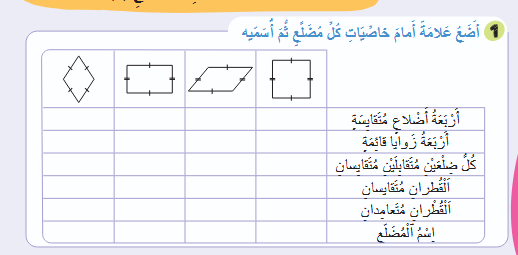 1 أَضَعُ عَلامَةً أَمامَ خاصِّيّاتِ كُلِّ مُضَلَّعٍ ثُمَّ أُسَمّيه
أَرْبَعَةُ أَضْلاعٍ مُتَقايِسَةٍ
أَرْبَعَةُ زَوايا قائِمَةٍ
كُلُّ ضِلْعَيْنِ مُتَقابِلَيْنِ مُتَقايِسانِ
اَلْقُطْرانِ مُتَقايِسانِ
اَلْقُطْرانِ مُتَعامِدانِ
اِسْمُ ٱلْمُضَلَّعِ